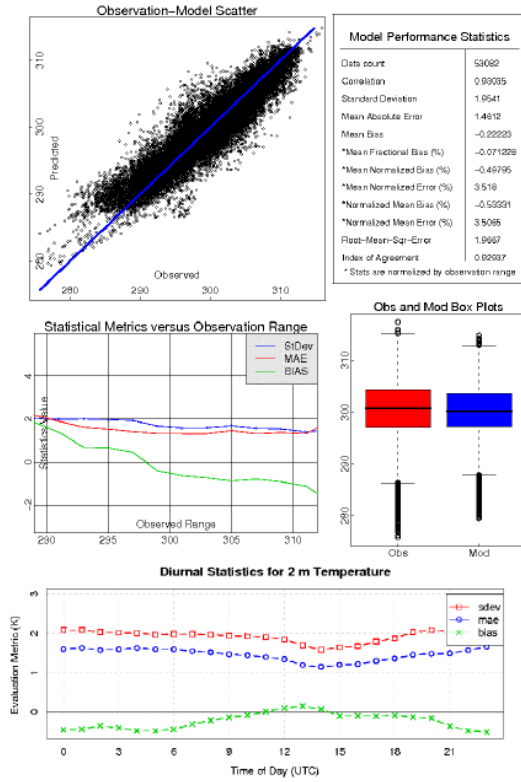 Observation-Model Scatter
Predicted
280
290
300
310
Observed
280
290
300
310
Model Performance Statistics
Data count 53082
Correlation 0.93035
Standard Deviation 1.9541
Mean Absolute Error 1.4612
Mean Bias -0.22223
*Mean Fractional Bias (%) -0.071228
*Mean Normalized Bias (%) -0.49795
*Mean Normalized Error (%) 3.518
*Normalized Mean Bias (%) -0.53331
*Normalized Mean Error (%) 3.5065
Root-Mean-Sqr-Error 1.9667
Index of Agreement 0.92937
* Stats are normalized by observation range
Statistical Metrics versus Observation Range
StDev
MAE
BIAS
Statistics Value
-2
0
2
4
Observed Range
290
295
300
305
310
Obs and Mod Box Plots
280
290
300
310
Obs
Mod
Diurnal Statistics for 2 m Temperature
sdev
mae
bias
Evaluation Metric (K)
0
1
2
3
0
3
6
9
12
15
18
21
Time of Day (UTC)